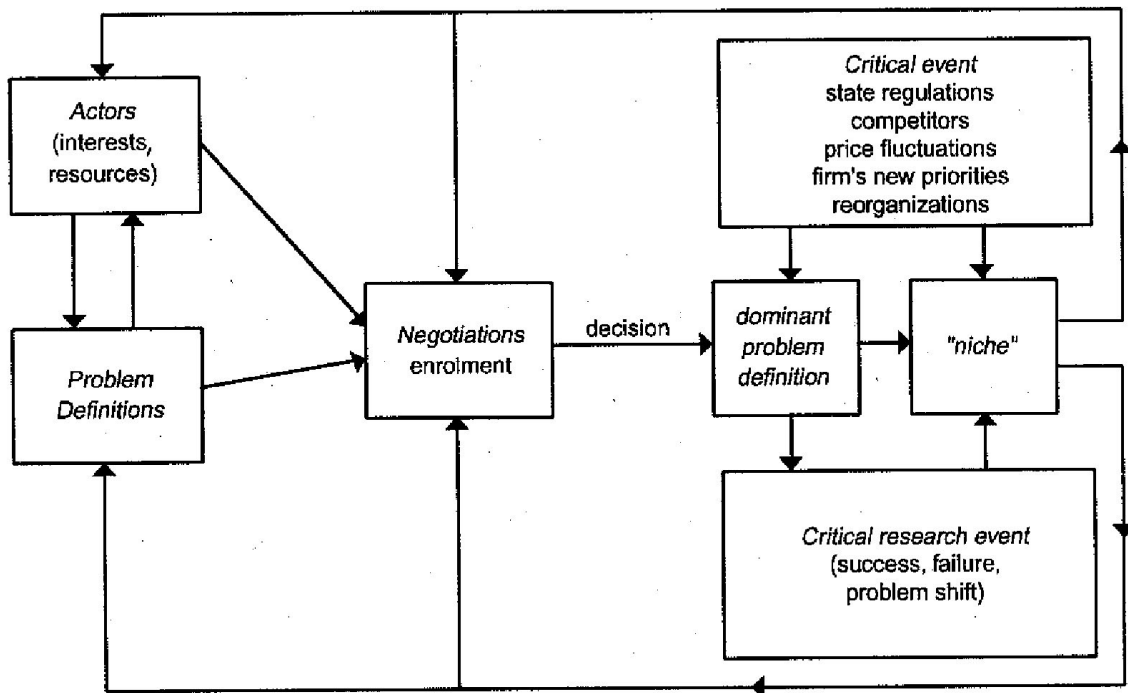 Actors
(interests,
resources)
Problem
Definitions
Negotiations
enrolment
decision
dominant
problem
definition
"niche"
Critical event
state regulations
competitors
price fluctuations
firm's new priorities
reorganizations
Critical research event
(success, failure,
problem shift)